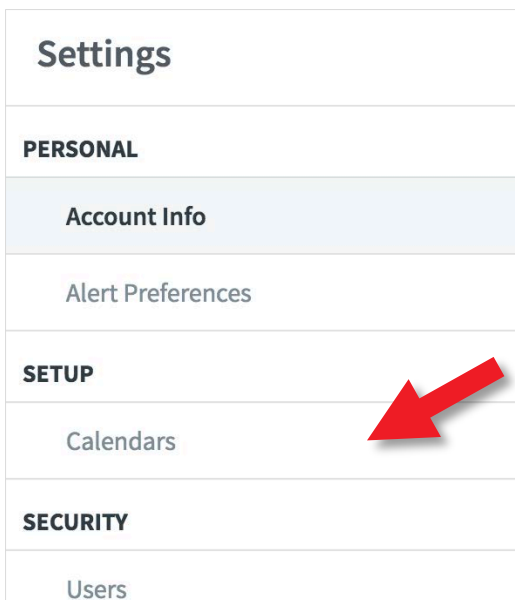 Settings
PERSONAL
Account Info
Alert Preferences
SETUP
Calendars
SECURITY
Users